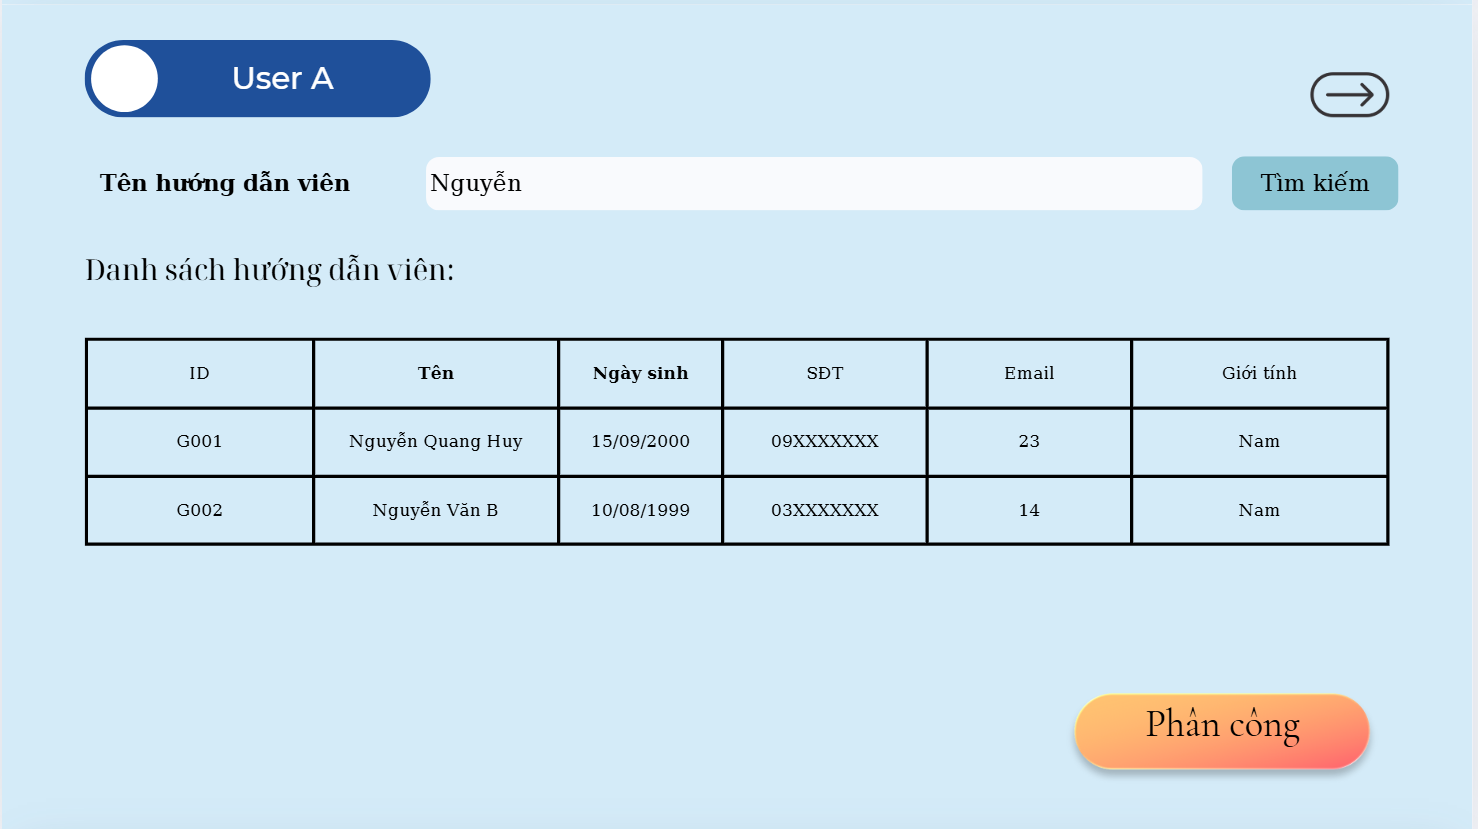 User A
Tên hướng dẫn viên Nguyễn Tìm kiếm
Danh sách hướng dẫn viên:
ID Tên Ngày sinh SĐT Email Giới tính
G001 Nguyễn Quang Huy 15/09/2000 09XXXXXXX 23 Nam
G002 Nguyễn Văn B 10/08/1999 03XXXXXXX 14 Nam
Phân công